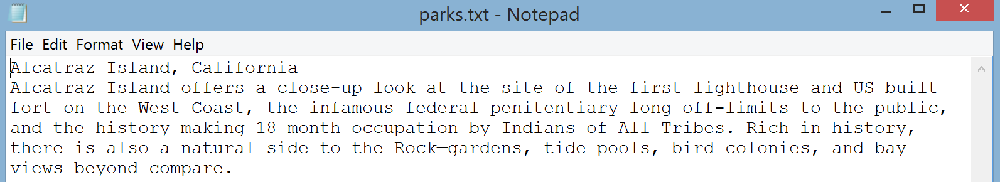 parks.txt - Notepad
File Edit Format View Help
Alcatraz Island, California
Alcatraz Island offers a close-up look at the site of the first lighthouse and US built
fort on the West Coast, the infamous federal penitentiary long off-limits to the public,
and the history making 18 month occupation by Indians of All Tribes. Rich in history,
there is also a natural side to the Rock—gardens, tide pools, bird colonies, and bay
views beyond compare.